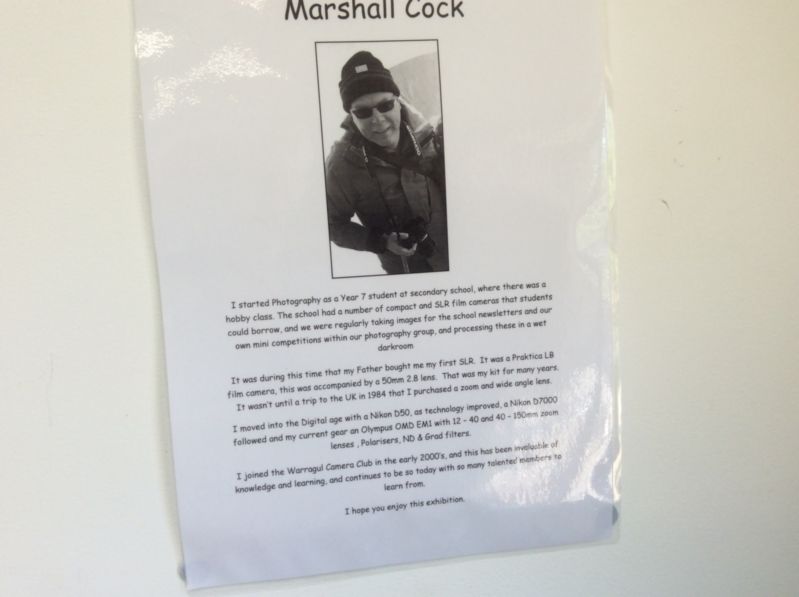 Marshall Cock
I started Photography as a Year 7 student at secondary school, where there was a
hobby class. The school had a number of compact and SLR film cameras that students
could borrow, and we were regularly taking images for the school newsletters and our
own mini competitions within our photography group, and processing these in a wet
darkroom
It was during this time that my Father bought me my first SLR. It was a Praktica LB
film camera, this was accompanied by a 50mm 2.8 lens. That was my kit for many years.
It wasn't until a trip to the UK in 1984 that I purchased a zoom and wide angle lens.
I moved into the Digital age with a Nikon D50, as technology improved, a Nikon D7000
followed and my current gear an Olympus OMD EM1 with 12 - 40 and 40 - 150mm zoom
lenses , Polarisers, ND & Grad filters.
I joined the Warragul Camera Club in the early 2000's, and this has been invaluable of
knowledge and learning, and continues to be so today with so many talented members to
learn from.
I hope you enjoy this exhibition.